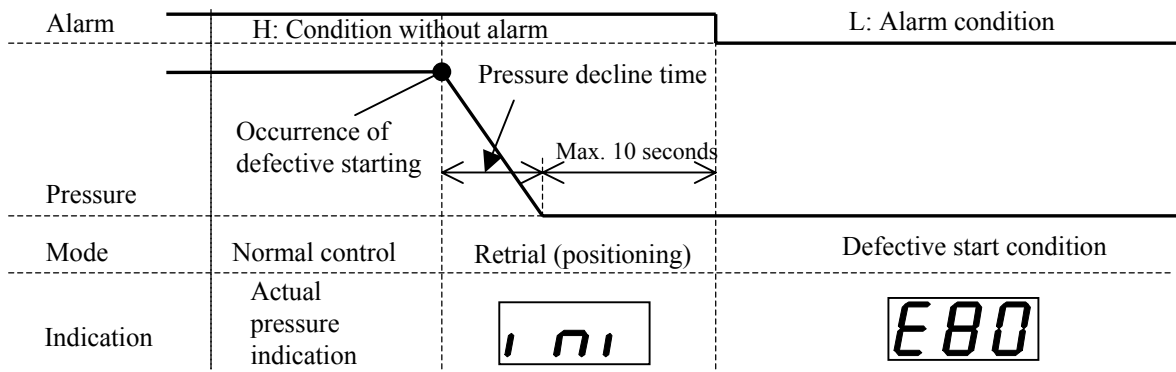 Alarm
H: Condition without alarm
L: Alarm condition
Pressure decline time
Occurrence of
defective starting
Max. 10 seconds
Pressure
Mode
Normal control
Retrial (positioning)
Defective start condition
Indication
Actual
pressure
indication
ı nı
E80